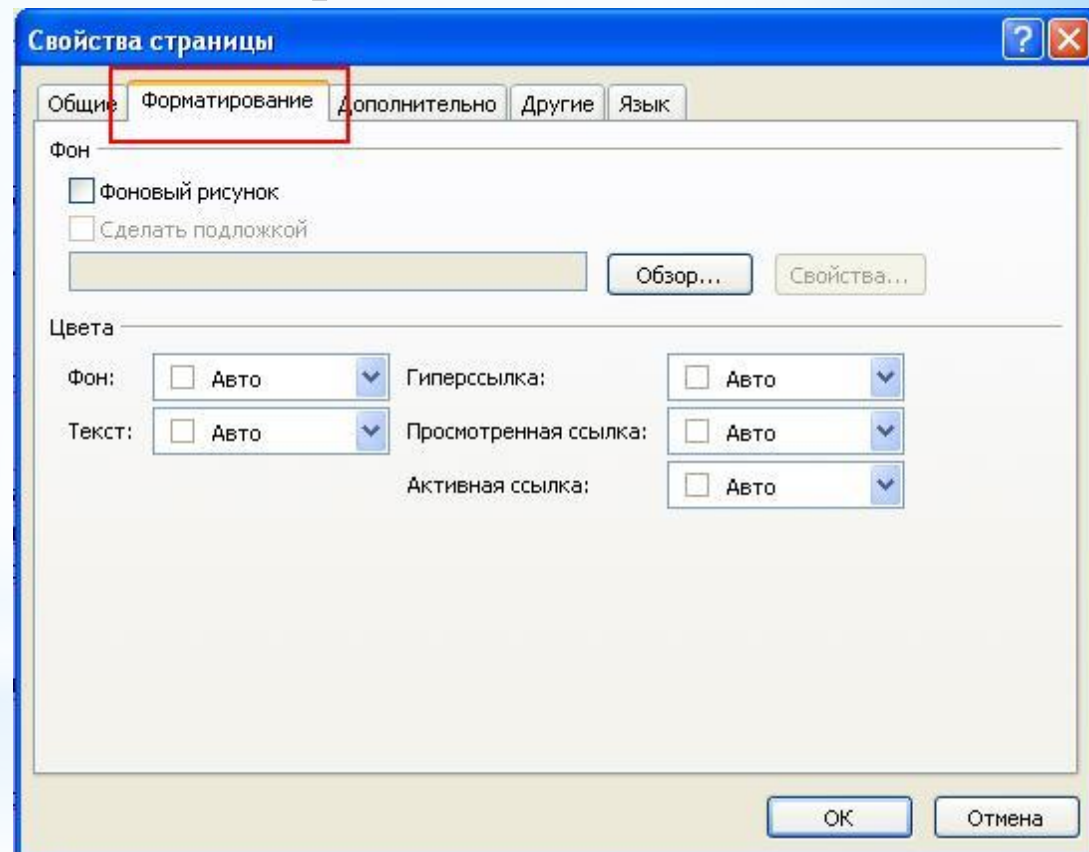 Свойства страницы
Общие Форматирование Дополнительно Другие Язык
Фон
Фоновый рисунок
Сделать подложкой
Обзор... Свойства...
Цвета
Фон: Авто Гиперссылка: Авто
Текст: Авто Просмотренная ссылка: Авто
Активная ссылка: Авто
ОК Отмена